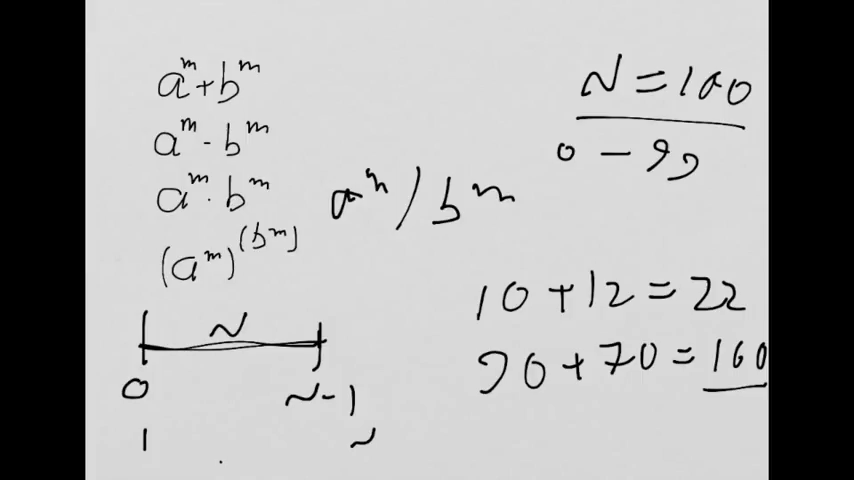 a^m + b^m
a^m - b^m
a^m · b^m
(a^m)^(b^m)
a^n / b^m
N = 100
0 - 99
10 + 12 = 22
90 + 70 = 160
N
0
N-1
1
N